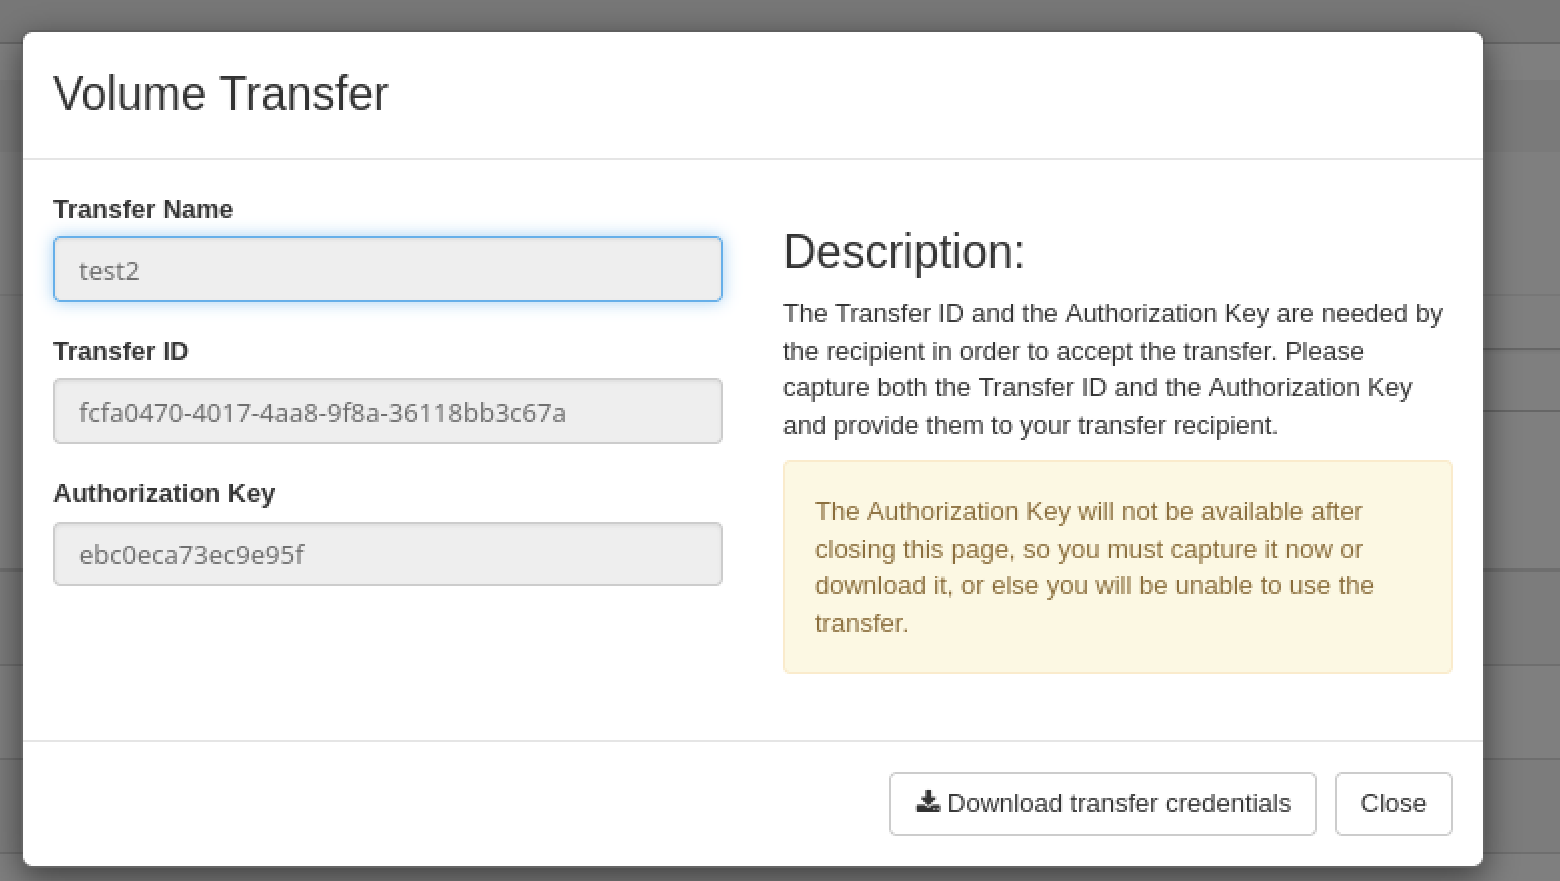 Volume Transfer
Transfer Name
test2
Transfer ID
fcfa0470-4017-4aa8-9f8a-36118bb3c67a
Authorization Key
ebc0eca73ec9e95f
Description:
The Transfer ID and the Authorization Key are needed by
the recipient in order to accept the transfer. Please
capture both the Transfer ID and the Authorization Key
and provide them to your transfer recipient.
The Authorization Key will not be available after
closing this page, so you must capture it now or
download it, or else you will be unable to use the
transfer.
Download transfer credentials
Close